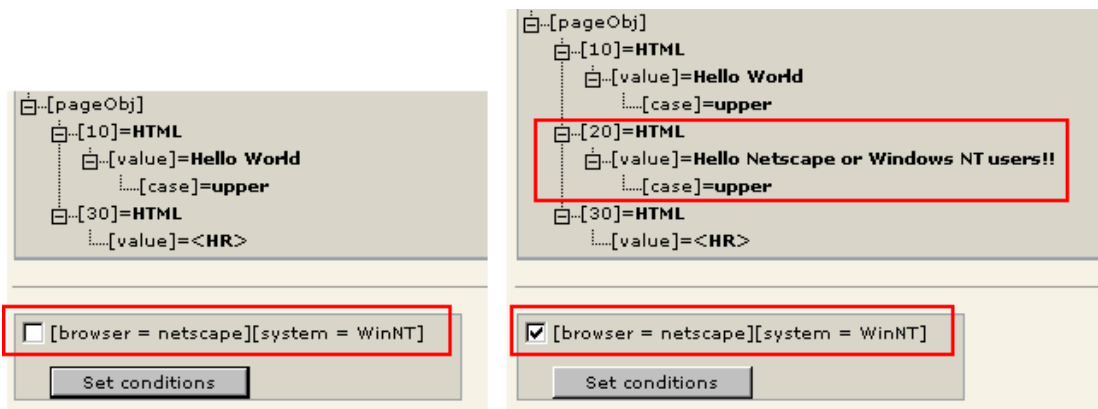 [pageObj]
[10]=HTML
[value]=Hello World
[case]=upper
[30]=HTML
[value]=<HR>
[browser = netscape][system = WinNT]
Set conditions
[pageObj]
[10]=HTML
[value]=Hello World
[case]=upper
[20]=HTML
[value]=Hello Netscape or Windows NT users!!
[case]=upper
[30]=HTML
[value]=<HR>
[browser = netscape][system = WinNT]
Set conditions